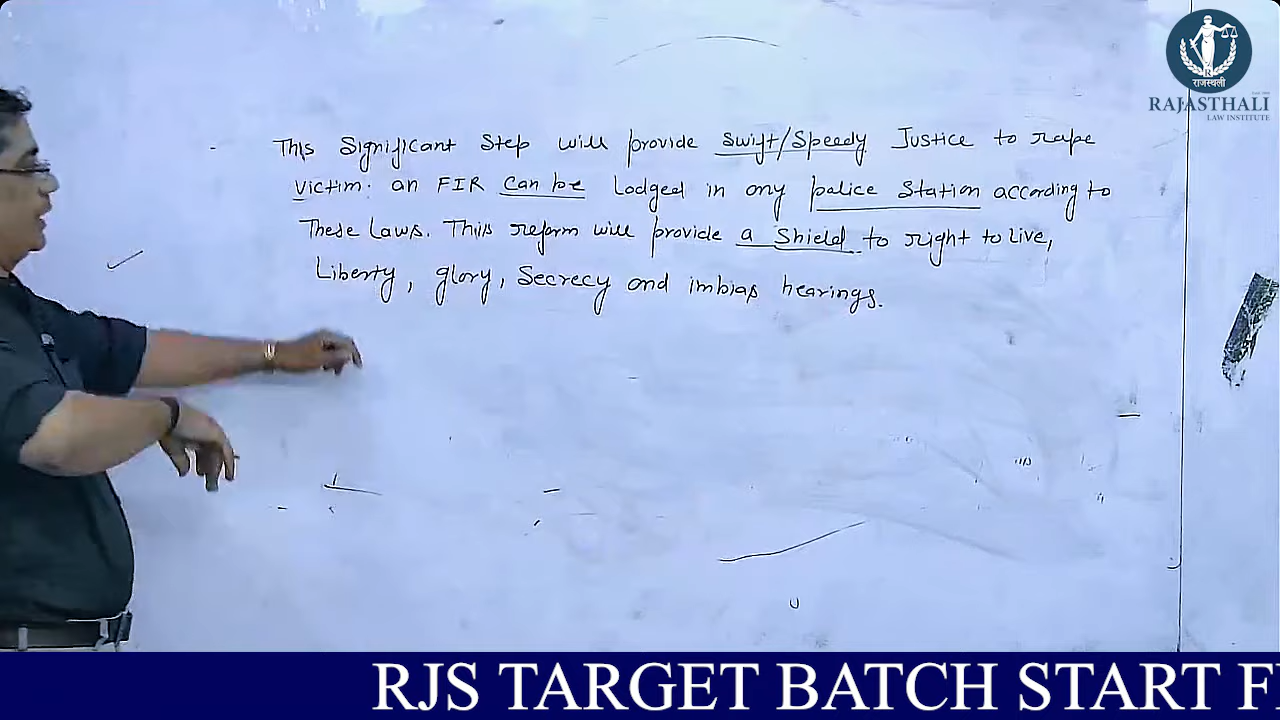 राजस्थली
RAJASTHALI
LAW INSTITUTE
This Significant Step will provide Swift/Speedy Justice to rape
victim. an FIR can be Lodged in any police Station according to
These Laws. This reform will provide a Shield to right to live,
Liberty, glory, Secrecy and imbias hearings.
RJS TARGET BATCH START F